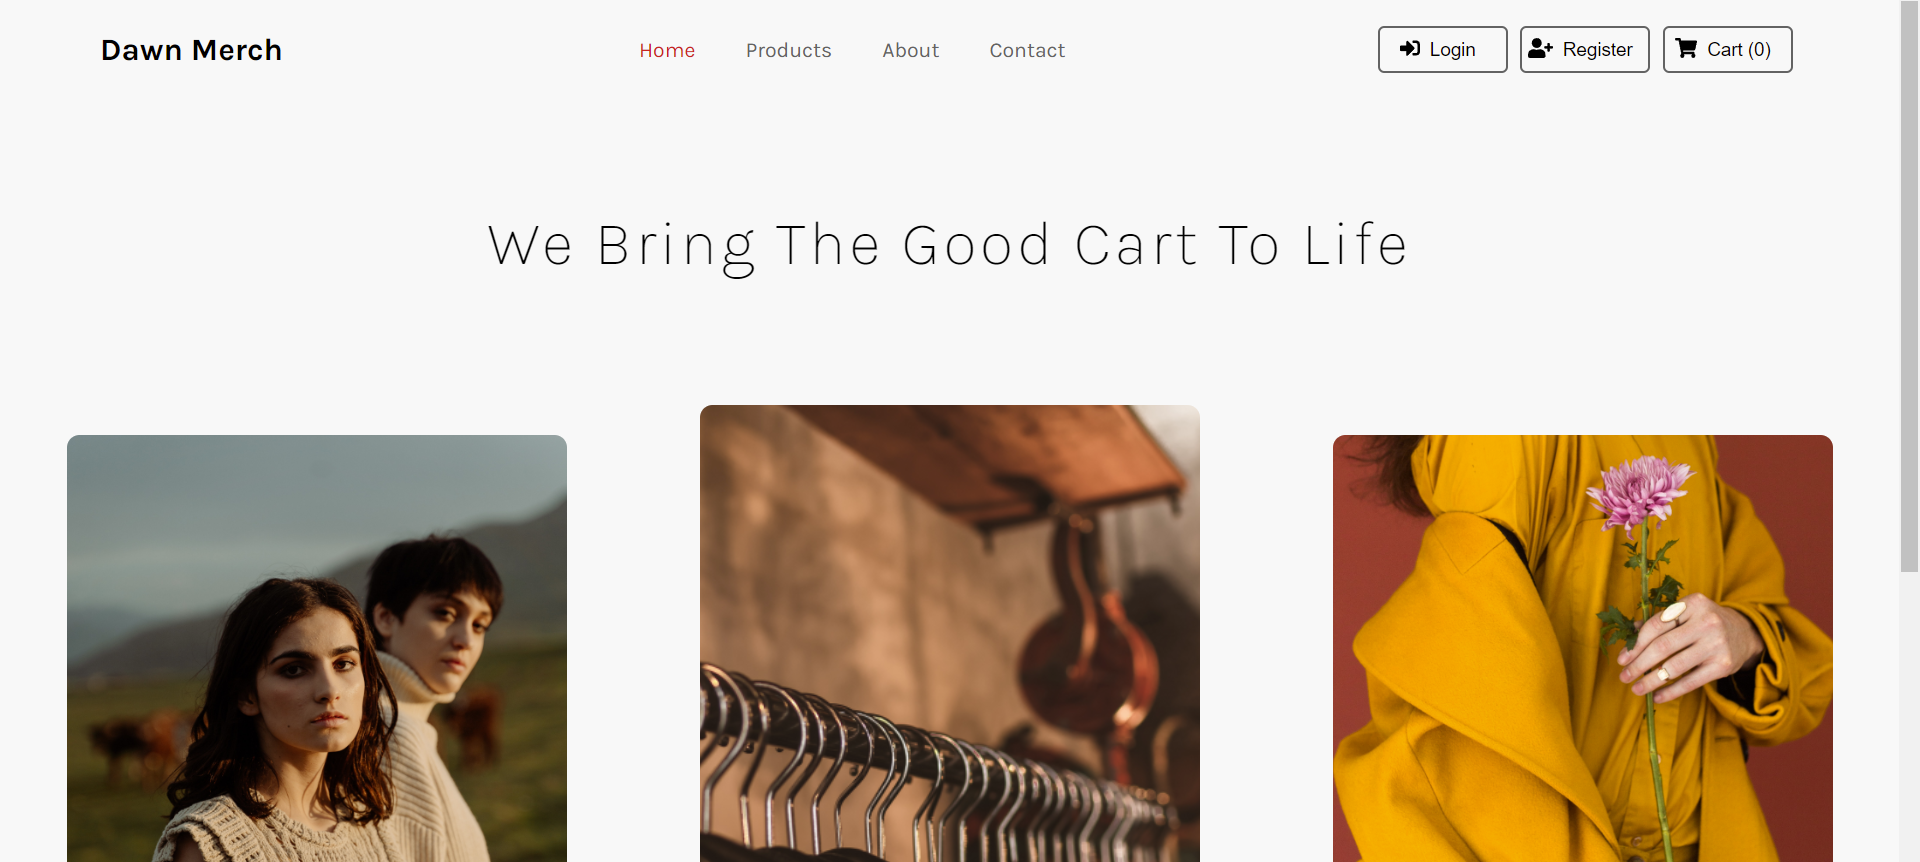 Dawn Merch
Home
Products
About
Contact
Login
Register
Cart (0)
We Bring The Good Cart To Life